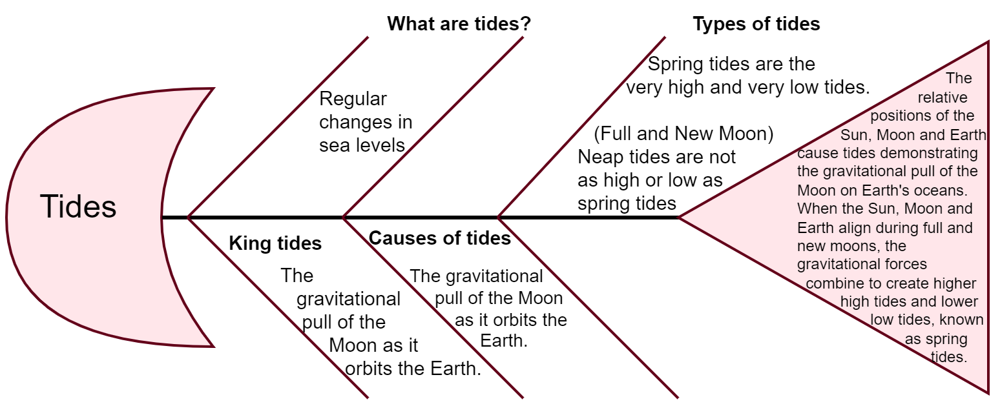 What are tides?
Types of tides
Regular
changes in
sea levels
Spring tides are the
very high and very low tides.
(Full and New Moon)
Neap tides are not
as high or low as
spring tides
Tides
King tides
The
gravitational
pull of the
Moon as it
orbits the Earth.
Causes of tides
The gravitational
pull of the Moon
as it orbits the
Earth.
The
relative
positions of the
Sun, Moon and Earth
cause tides demonstrating
the gravitational pull of the
Moon on Earth's oceans.
When the Sun, Moon and
Earth align during full and
new moons, the
gravitational forces
combine to create higher
high tides and lower
low tides, known
as spring
tides.